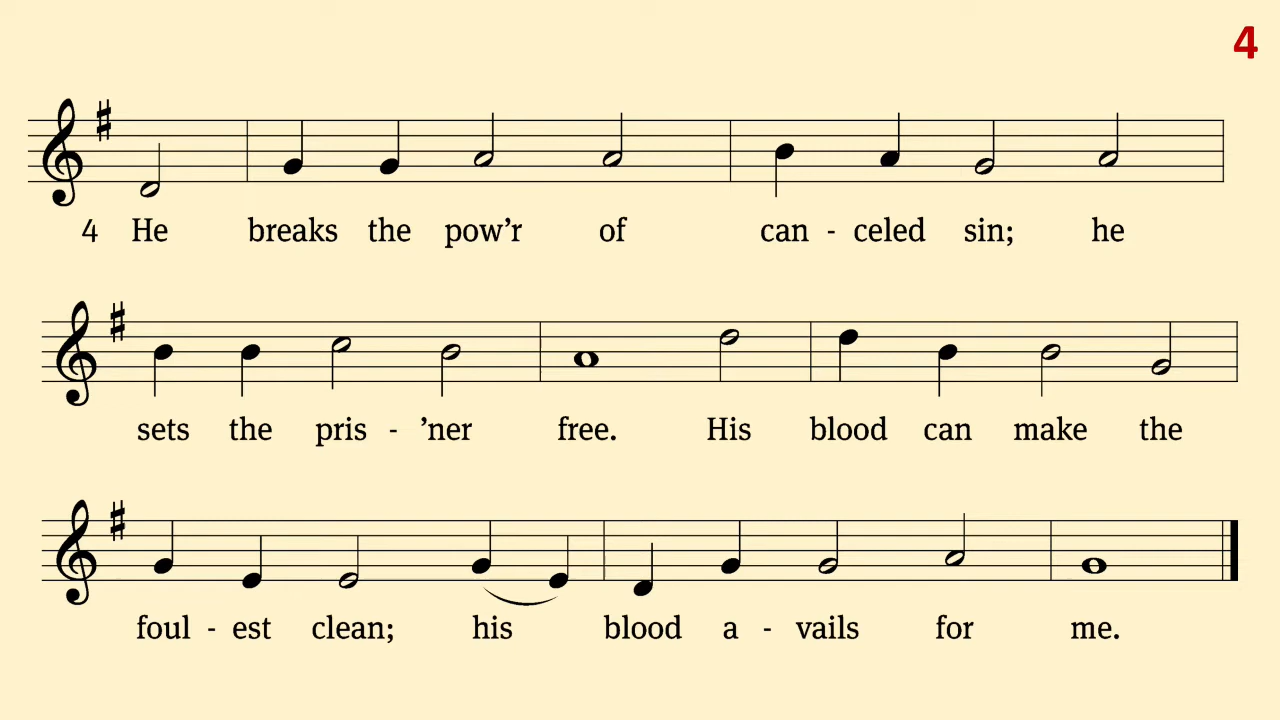 4
4 He breaks the pow’r of can - celed sin; he
sets the pris - ’ner free. His blood can make the
foul - est clean; his blood a - vails for me.